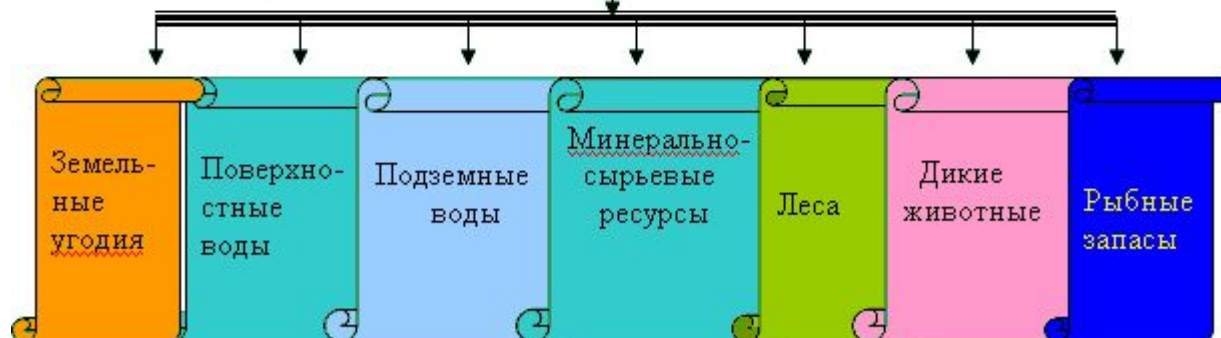 Земель-
ные
угодия
Поверхно-
стные
воды
Подземные
воды
Минерально-
сырьевые
ресурсы
Леса
Дикие
животные
Рыбные
запасы